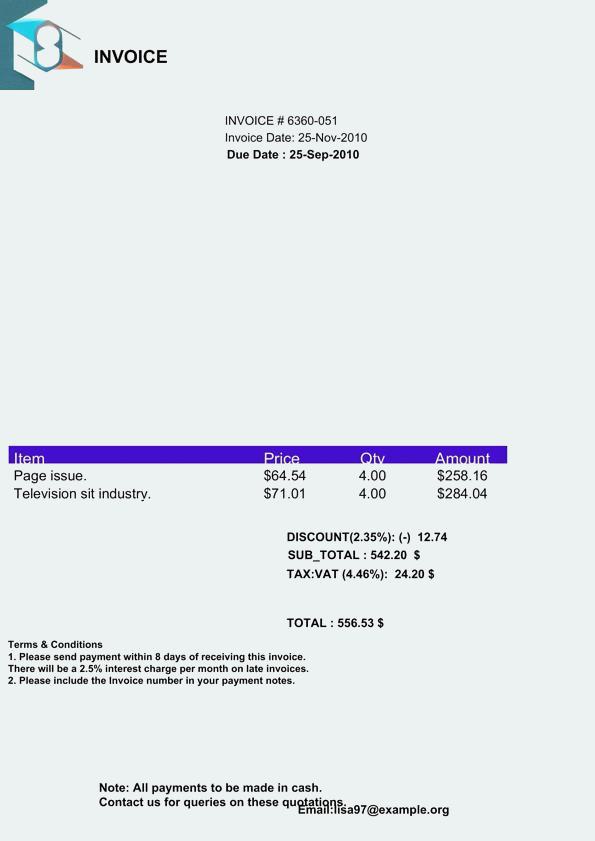 INVOICE
INVOICE # 6360-051
Invoice Date: 25-Nov-2010
Due Date : 25-Sep-2010
Item Price Qty Amount
Page issue. $64.54 4.00 $258.16
Television sit industry. $71.01 4.00 $284.04
DISCOUNT(2.35%): (-) 12.74
SUB_TOTAL : 542.20 $
TAX:VAT (4.46%): 24.20 $
TOTAL : 556.53 $
Terms & Conditions
1. Please send payment within 8 days of receiving this invoice.
There will be a 2.5% interest charge per month on late invoices.
2. Please include the Invoice number in your payment notes.
Note: All payments to be made in cash.
Contact us for queries on these quotations.
Email:lisa97@example.org